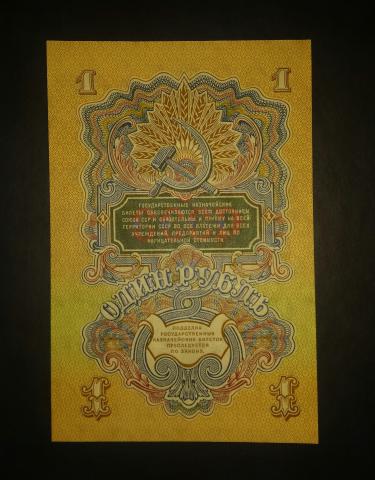 1 1
ГОСУДАРСТВЕННЫЕ КАЗНАЧЕЙСКИЕ
БИЛЕТЫ ОБЕСПЕЧИВАЮТСЯ ВСЕМ ДОСТОЯНИЕМ
СОЮЗА ССР И ОБЯЗАТЕЛЬНЫ К ПРИЕМУ НА ВСЕЙ
ТЕРРИТОРИИ СССР ВО ВСЕ ПЛАТЕЖИ ДЛЯ ВСЕХ
УЧРЕЖДЕНИЙ, ПРЕДПРИЯТИЙ И ЛИЦ ПО
НАРИЦАТЕЛЬНОЙ СТОИМОСТИ
ОДИН РУБЛЬ
ПОДДЕЛКА
ГОСУДАРСТВЕННЫХ
КАЗНАЧЕЙСКИХ БИЛЕТОВ
ПРЕСЛЕДУЕТСЯ
ПО ЗАКОНУ.
1 1